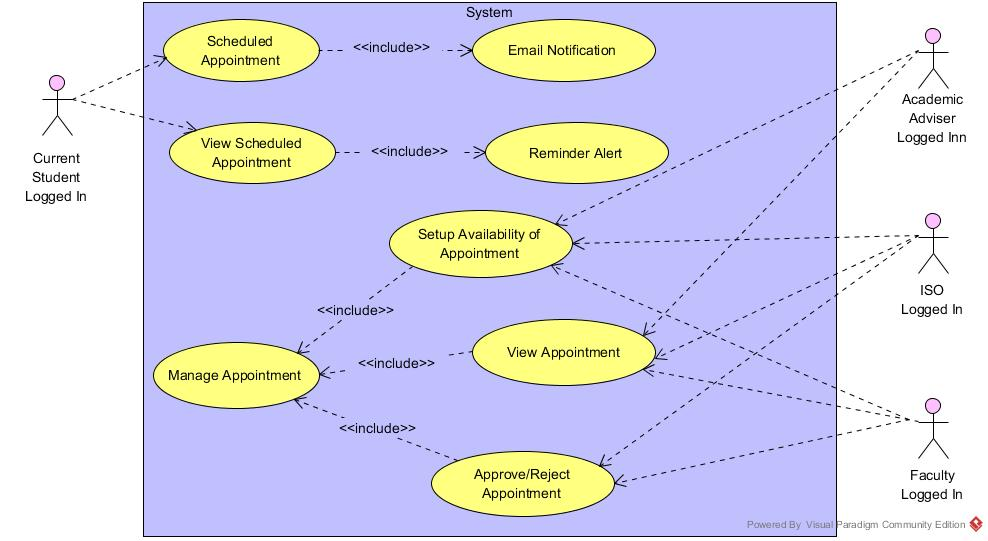 System
Scheduled
Appointment
<<include>>
Email Notification
View Scheduled
Appointment
<<include>>
Reminder Alert
Current
Student
Logged In
Academic
Adviser
Logged Inn
Setup Availability of
Appointment
<<include>>
ISO
Logged In
View Appointment
<<include>>
Manage Appointment
<<include>>
Approve/Reject
Appointment
Faculty
Logged In
Powered By Visual Paradigm Community Edition